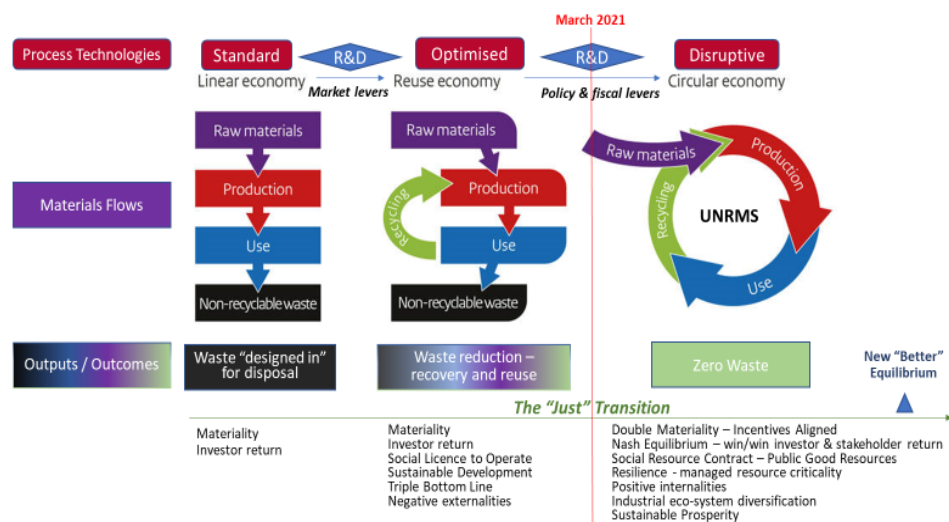 March 2021
Process Technologies
Standard
R&D
Optimised
R&D
Disruptive
Linear economy
Market levers
Reuse economy
Policy & fiscal levers
Circular economy
Materials Flows
Raw materials
Production
Use
Non-recyclable waste
Raw materials
Production
Recycling
Use
Non-recyclable waste
Raw materials
Production
Recycling
UNRMS
Use
Outputs / Outcomes
Waste “designed in”
for disposal
Waste reduction –
recovery and reuse
Zero Waste
New “Better”
Equilibrium
The “Just” Transition
Materiality
Investor return
Materiality
Investor return
Social Licence to Operate
Sustainable Development
Triple Bottom Line
Negative externalities
Double Materiality – Incentives Aligned
Nash Equilibrium – win/win investor & stakeholder return
Social Resource Contract – Public Good Resources
Resilience - managed resource criticality
Positive internalities
Industrial eco-system diversification
Sustainable Prosperity